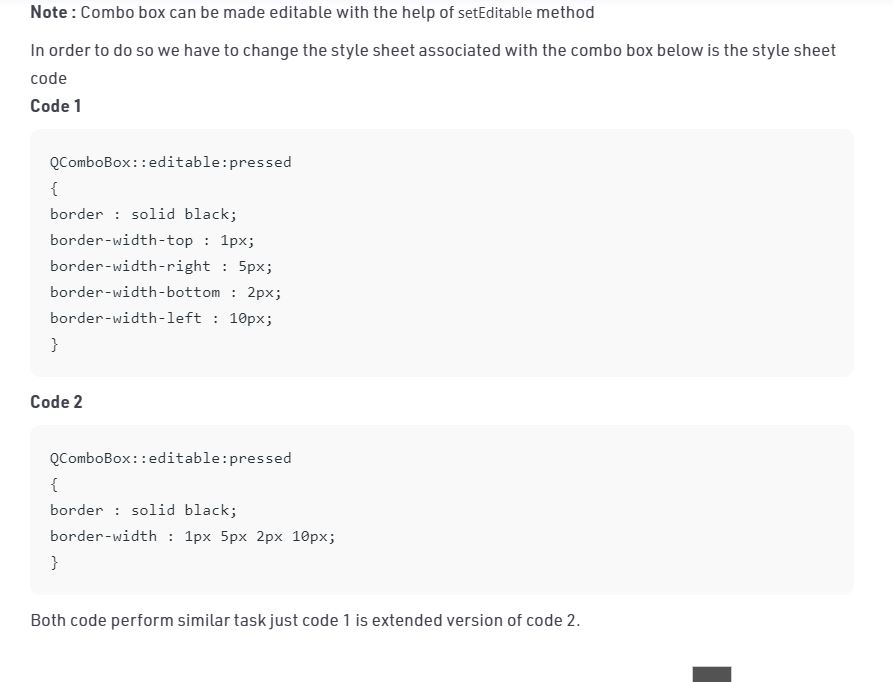 Note : Combo box can be made editable with the help of setEditable method
In order to do so we have to change the style sheet associated with the combo box below is the style sheet
code
Code 1
QComboBox::editable:pressed
{
border : solid black;
border-width-top : 1px;
border-width-right : 5px;
border-width-bottom : 2px;
border-width-left : 10px;
}
Code 2
QComboBox::editable:pressed
{
border : solid black;
border-width : 1px 5px 2px 10px;
}
Both code perform similar task just code 1 is extended version of code 2.